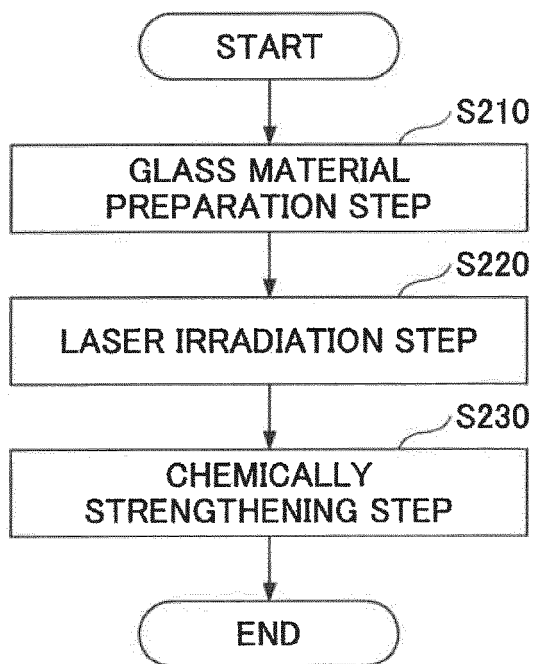 START
S210
GLASS MATERIAL
PREPARATION STEP
S220
LASER IRRADIATION STEP
S230
CHEMICALLY
STRENGTHENING STEP
END